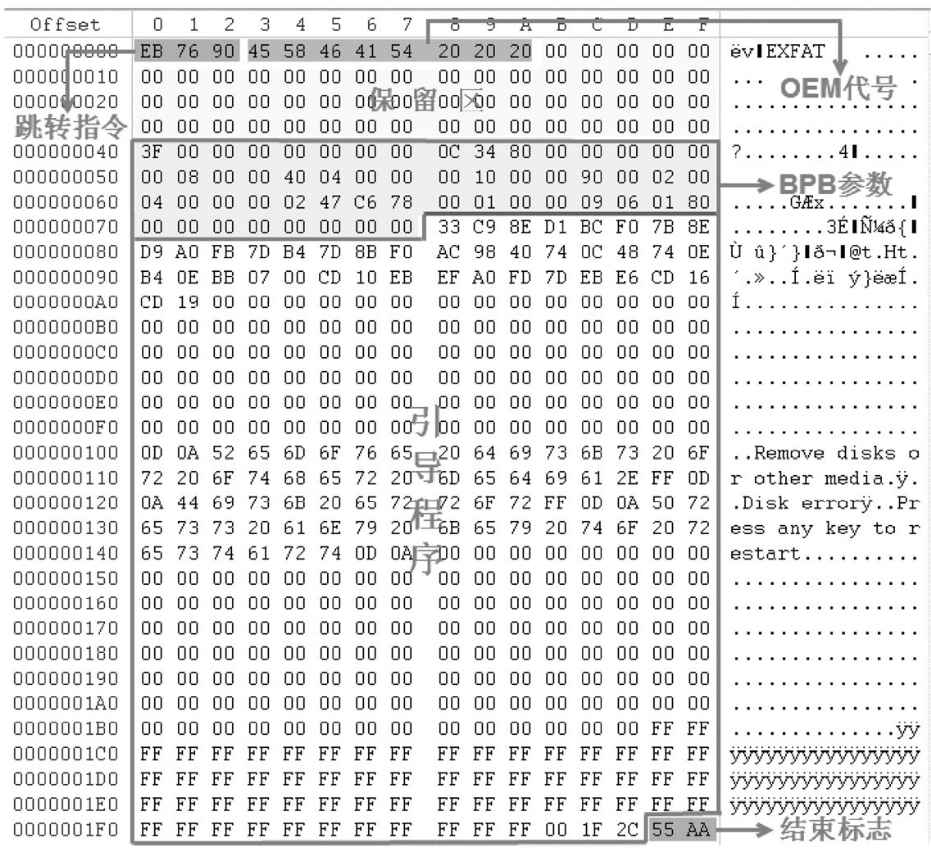 Offset 0 1 2 3 4 5 6 7 8 9 A B C D E F
000000000 EB 76 90 45 58 46 41 54 20 20 20 00 00 00 00 00 ëv EXFAT .....
000000010 00 00 00 00 00 00 00 00 00 00 00 00 00 00 00 00
OEM代号
000000020 00 00 00 00 00 00 00 00 00 00 00 00 00 00 00 00 ................
保留区
跳转指令 00 00 00 00 00 00 00 00 00 00 00 00 00 00 00 00 ................
000000040 3F 00 00 00 00 00 00 00 0C 34 80 00 00 00 00 00 ?........4 .....
000000050 00 08 00 00 40 04 00 00 00 10 00 00 90 00 02 00
BPB参数
000000060 04 00 00 00 02 47 C6 78 00 01 00 00 09 06 01 80 .....GÆx.......
000000070 00 00 00 00 00 00 00 00 33 C9 8E D1 BC F0 7B 8E ........3É Ñ¼ð{
000000080 D9 A0 FB 7D B4 7D 8B F0 AC 98 40 74 0C 48 74 0E Ù û}´} ð¬ @t.Ht.
000000090 B4 0E BB 07 00 CD 10 EB EF A0 FD 7D EB E6 CD 16 ´.»..Í.ëï ý}ëæÍ.
0000000A0 CD 19 00 00 00 00 00 00 00 00 00 00 00 00 00 00 Í...............
0000000B0 00 00 00 00 00 00 00 00 00 00 00 00 00 00 00 00 ................
0000000C0 00 00 00 00 00 00 00 00 00 00 00 00 00 00 00 00 ................
0000000D0 00 00 00 00 00 00 00 00 00 00 00 00 00 00 00 00 ................
0000000E0 00 00 00 00 00 00 00 00 00 00 00 00 00 00 00 00 ................
0000000F0 00 00 00 00 00 00 00 00 00 00 00 00 00 00 00 00 ................
引导程序
000000100 0D 0A 52 65 6D 6F 76 65 20 64 69 73 6B 73 20 6F ..Remove disks o
000000110 72 20 6F 74 68 65 72 20 6D 65 64 69 61 2E FF 0D r other media.ÿ.
000000120 0A 44 69 73 6B 20 65 72 72 6F 72 FF 0D 0A 50 72 .Disk errorÿ..Pr
000000130 65 73 73 20 61 6E 79 20 6B 65 79 20 74 6F 20 72 ess any key to r
000000140 65 73 74 61 72 74 0D 0A 00 00 00 00 00 00 00 00 estart..........
000000150 00 00 00 00 00 00 00 00 00 00 00 00 00 00 00 00 ................
000000160 00 00 00 00 00 00 00 00 00 00 00 00 00 00 00 00 ................
000000170 00 00 00 00 00 00 00 00 00 00 00 00 00 00 00 00 ................
000000180 00 00 00 00 00 00 00 00 00 00 00 00 00 00 00 00 ................
000000190 00 00 00 00 00 00 00 00 00 00 00 00 00 00 00 00 ................
0000001A0 00 00 00 00 00 00 00 00 00 00 00 00 00 00 00 00 ................
0000001B0 00 00 00 00 00 00 00 00 00 00 00 00 00 00 FF FF ..............ÿÿ
0000001C0 FF FF FF FF FF FF FF FF FF FF FF FF FF FF FF FF ÿÿÿÿÿÿÿÿÿÿÿÿÿÿÿÿ
0000001D0 FF FF FF FF FF FF FF FF FF FF FF FF FF FF FF FF ÿÿÿÿÿÿÿÿÿÿÿÿÿÿÿÿ
0000001E0 FF FF FF FF FF FF FF FF FF FF FF FF FF FF FF FF ÿÿÿÿÿÿÿÿÿÿÿÿÿÿÿÿ
0000001F0 FF FF FF FF FF FF FF FF FF FF FF 00 1F 2C 55 AA 结束标志